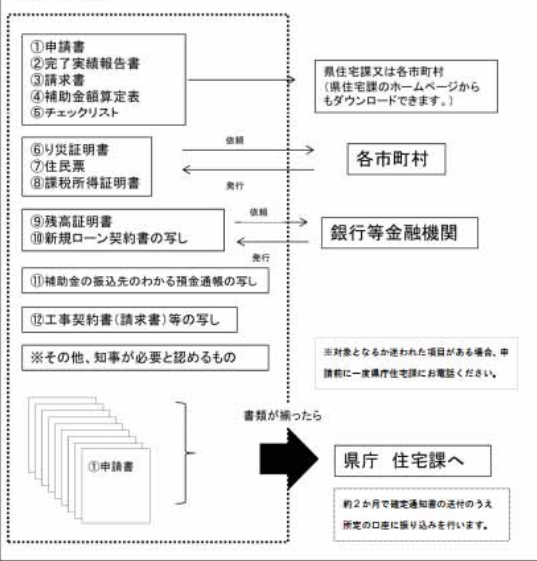 ①申請書
②完了実績報告書
③請求書
④補助金額算定表
⑤チェックリスト
県住宅課又は各市町村
(県住宅課のホームページから
もダウンロードできます。)
⑥り災証明書
⑦住民票
⑧課税所得証明書
依頼
発行
各市町村
⑨残高証明書
⑩新規ローン契約書の写し
依頼
発行
銀行等金融機関
⑪補助金の振込先のわかる預金通帳の写し
⑫工事契約書(請求書)等の写し
※その他、知事が必要と認めるもの
※対象となるか迷われた項目がある場合、申
請前に一度県庁住宅課にお電話ください。
①申請書
書類が揃ったら
県庁 住宅課へ
約2か月で確定通知書の送付のうえ
所定の口座に振り込みを行います。